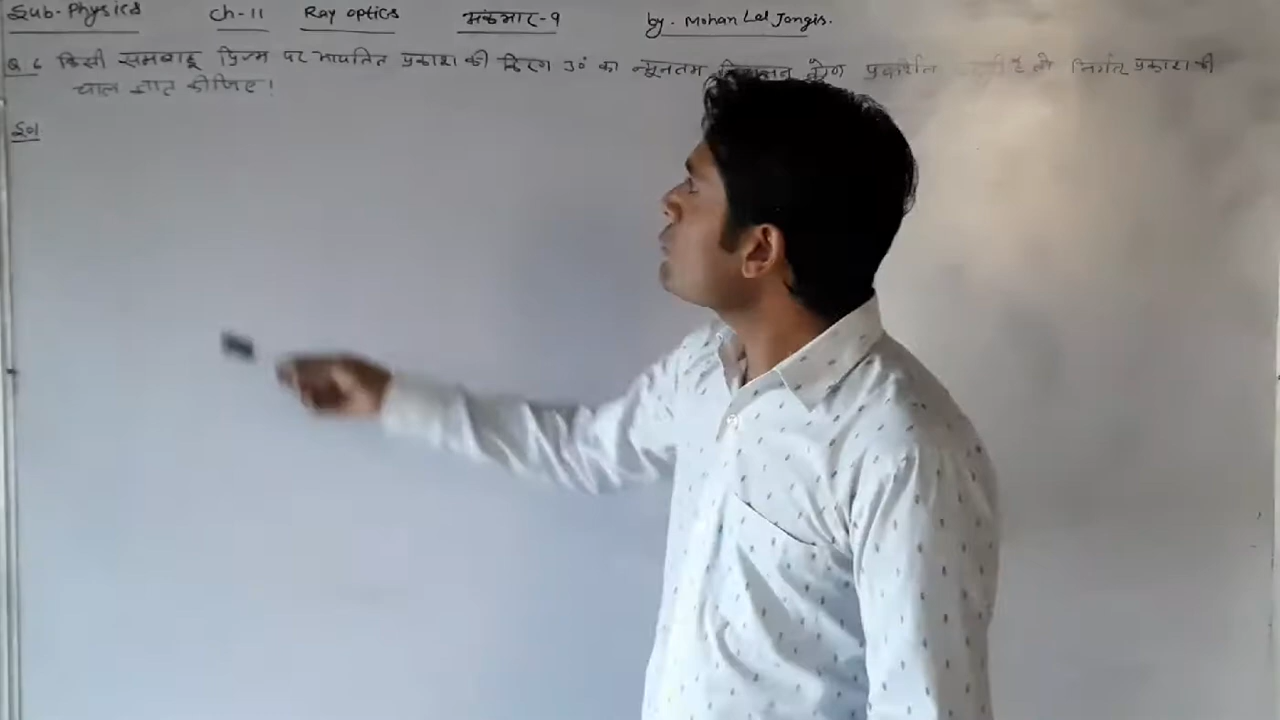 Sub-Physics Ch-11 Ray optics अंकभार-9 by. Mohan Lal Jangir.
Q 6 किसी समबाहू प्रिज्म पर आपतित प्रकाश की किरण 30° का न्यूनतम विचलन कोण प्रदर्शित करती है तो निर्गत प्रकाश की
चाल ज्ञात कीजिए।
Sol